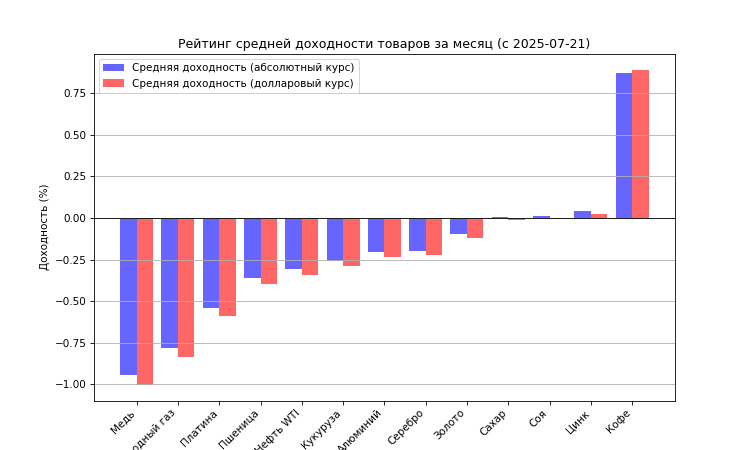 Рейтинг средней доходности товаров за месяц (с 2025-07-21)
Средняя доходность (абсолютный курс)
Средняя доходность (долларовый курс)
Доходность (%)
0.75
0.50
0.25
0.00
−0.25
−0.50
−0.75
−1.00
Медь
одный газ
Платина
Пшеница
Нефть WTI
Кукуруза
Алюминий
Серебро
Золото
Сахар
Соя
Цинк
Кофе